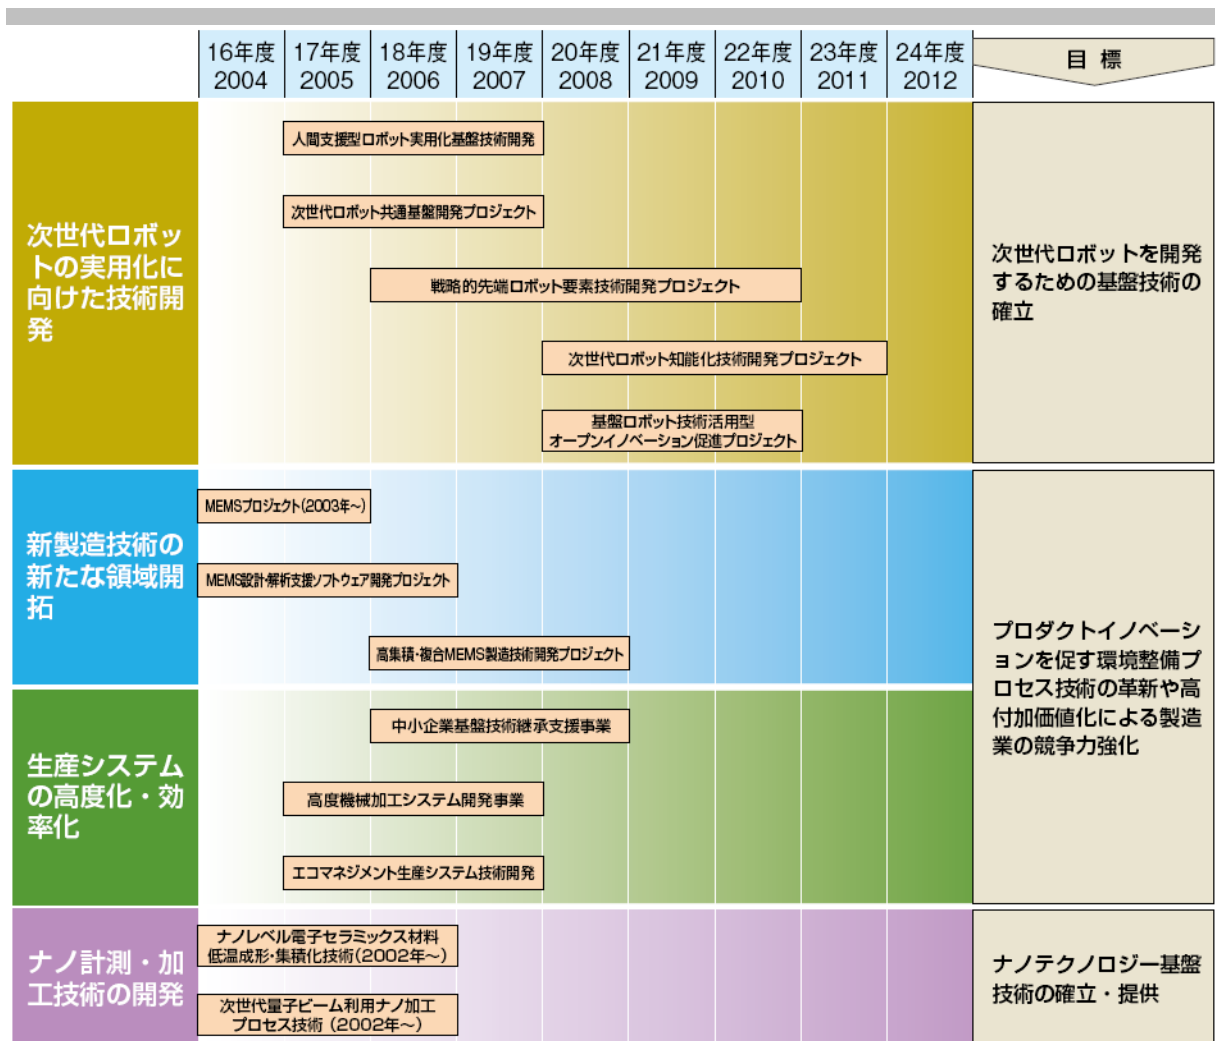 16年度 17年度 18年度 19年度 20年度 21年度 22年度 23年度 24年度
2004 2005 2006 2007 2008 2009 2010 2011 2012
目 標
次世代ロボッ
トの実用化に
向けた技術開
発
人間支援型ロボット実用化基盤技術開発
次世代ロボット共通基盤開発プロジェクト
戦略的先端ロボット要素技術開発プロジェクト
次世代ロボット知能化技術開発プロジェクト
基盤ロボット技術活用型
オープンイノベーション促進プロジェクト
次世代ロボットを開発
するための基盤技術の
確立
新製造技術の
新たな領域開
拓
MEMSプロジェクト(2003年～)
MEMS設計・解析支援ソフトウェア開発プロジェクト
高集積・複合MEMS製造技術開発プロジェクト
生産システム
の高度化・効
率化
中小企業基盤技術継承支援事業
高度機械加工システム開発事業
エコマネジメント生産システム技術開発
プロダクトイノベーシ
ョンを促す環境整備プ
ロセス技術の革新や高
付加価値化による製造
業の競争力強化
ナノ計測・加
工技術の開発
ナノレベル電子セラミックス材料
低温成形・集積化技術(2002年～)
次世代量子ビーム利用ナノ加工
プロセス技術 (2002年～)
ナノテクノロジー基盤
技術の確立・提供